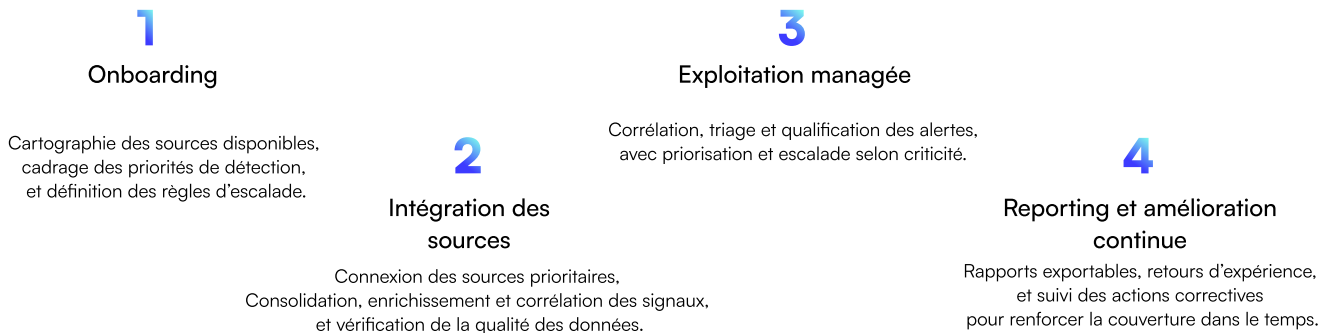 1
Onboarding
Cartographie des sources disponibles,
cadrage des priorités de détection,
et définition des règles d’escalade.
2
Intégration des
sources
Connexion des sources prioritaires,
Consolidation, enrichissement et corrélation des signaux,
et vérification de la qualité des données.
3
Exploitation managée
Corrélation, triage et qualification des alertes,
avec priorisation et escalade selon criticité.
4
Reporting et amélioration
continue
Rapports exportables, retours d’expérience,
et suivi des actions correctives
pour renforcer la couverture dans le temps.